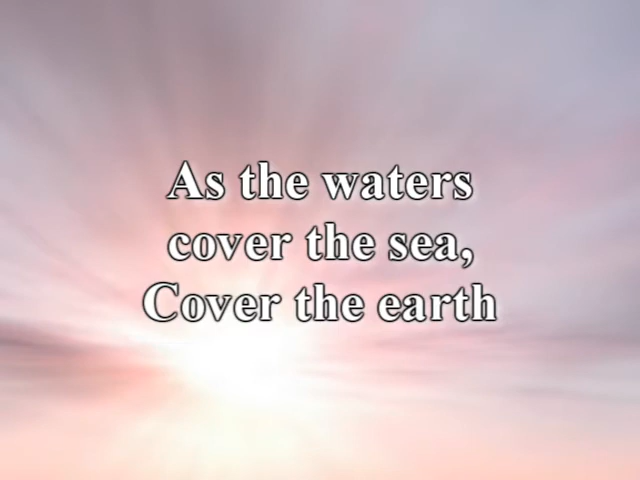 As the waters
cover the sea,
Cover the earth